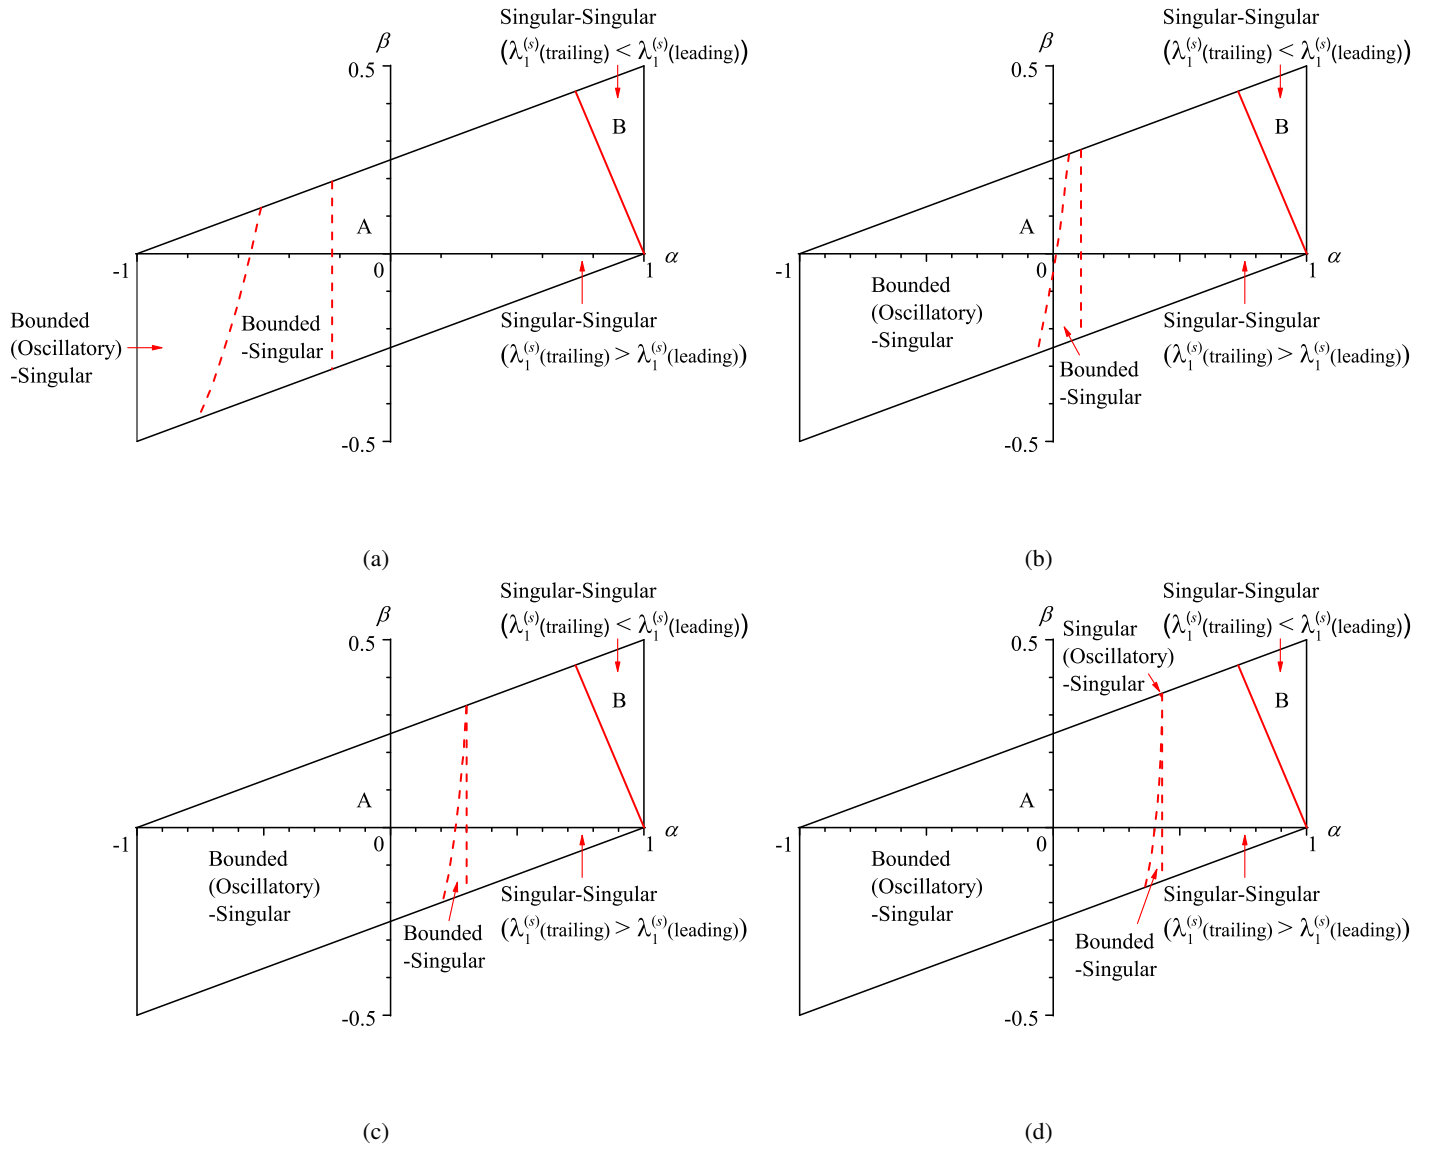 Singular-Singular
(λ₁⁽ˢ⁾(trailing) < λ₁⁽ˢ⁾(leading))
β
0.5
B
A
-1
0
1
α
Bounded
(Oscillatory)
-Singular
Bounded
-Singular
Singular-Singular
(λ₁⁽ˢ⁾(trailing) > λ₁⁽ˢ⁾(leading))
-0.5
(a)
Singular-Singular
(λ₁⁽ˢ⁾(trailing) < λ₁⁽ˢ⁾(leading))
β
0.5
B
A
-1
0
1
α
Bounded
(Oscillatory)
-Singular
Bounded
-Singular
Singular-Singular
(λ₁⁽ˢ⁾(trailing) > λ₁⁽ˢ⁾(leading))
-0.5
(b)
Singular-Singular
(λ₁⁽ˢ⁾(trailing) < λ₁⁽ˢ⁾(leading))
β
0.5
B
A
-1
0
1
α
Bounded
(Oscillatory)
-Singular
Bounded
-Singular
Singular-Singular
(λ₁⁽ˢ⁾(trailing) > λ₁⁽ˢ⁾(leading))
-0.5
(c)
Singular-Singular
(λ₁⁽ˢ⁾(trailing) < λ₁⁽ˢ⁾(leading))
β
0.5
Singular
(Oscillatory)
-Singular
B
A
-1
0
1
α
Bounded
(Oscillatory)
-Singular
Bounded
-Singular
Singular-Singular
(λ₁⁽ˢ⁾(trailing) > λ₁⁽ˢ⁾(leading))
-0.5
(d)